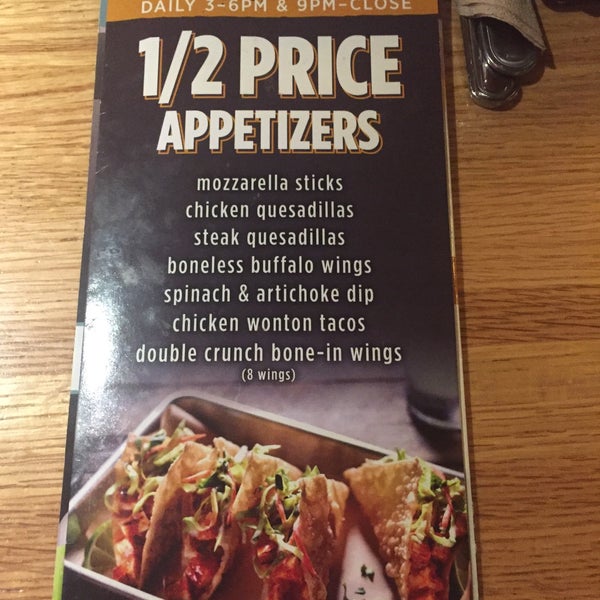 DAILY 3-6PM & 9PM-CLOSE
1/2 PRICE
APPETIZERS
mozzarella sticks
chicken quesadillas
steak quesadillas
boneless buffalo wings
spinach & artichoke dip
chicken wonton tacos
double crunch bone-in wings
(8 wings)